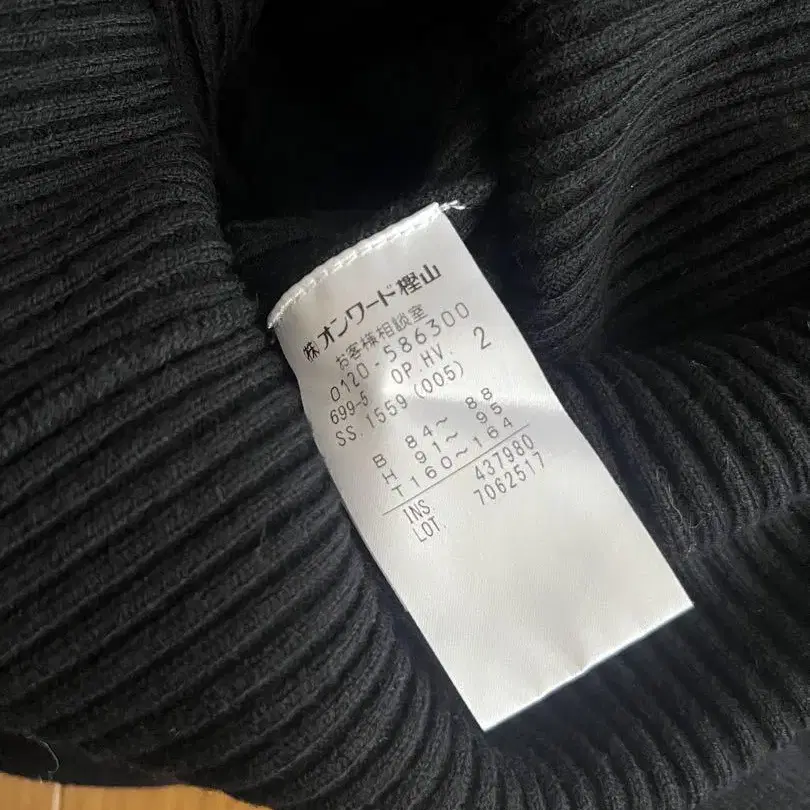 ㈱オンワード樫山
お客様相談室
0120-586300
699-5 OP.HV. 2
SS. 1559 (005)
B 84～ 88
H 91～ 95
T160～164
INS. 437980
LOT. 7062517